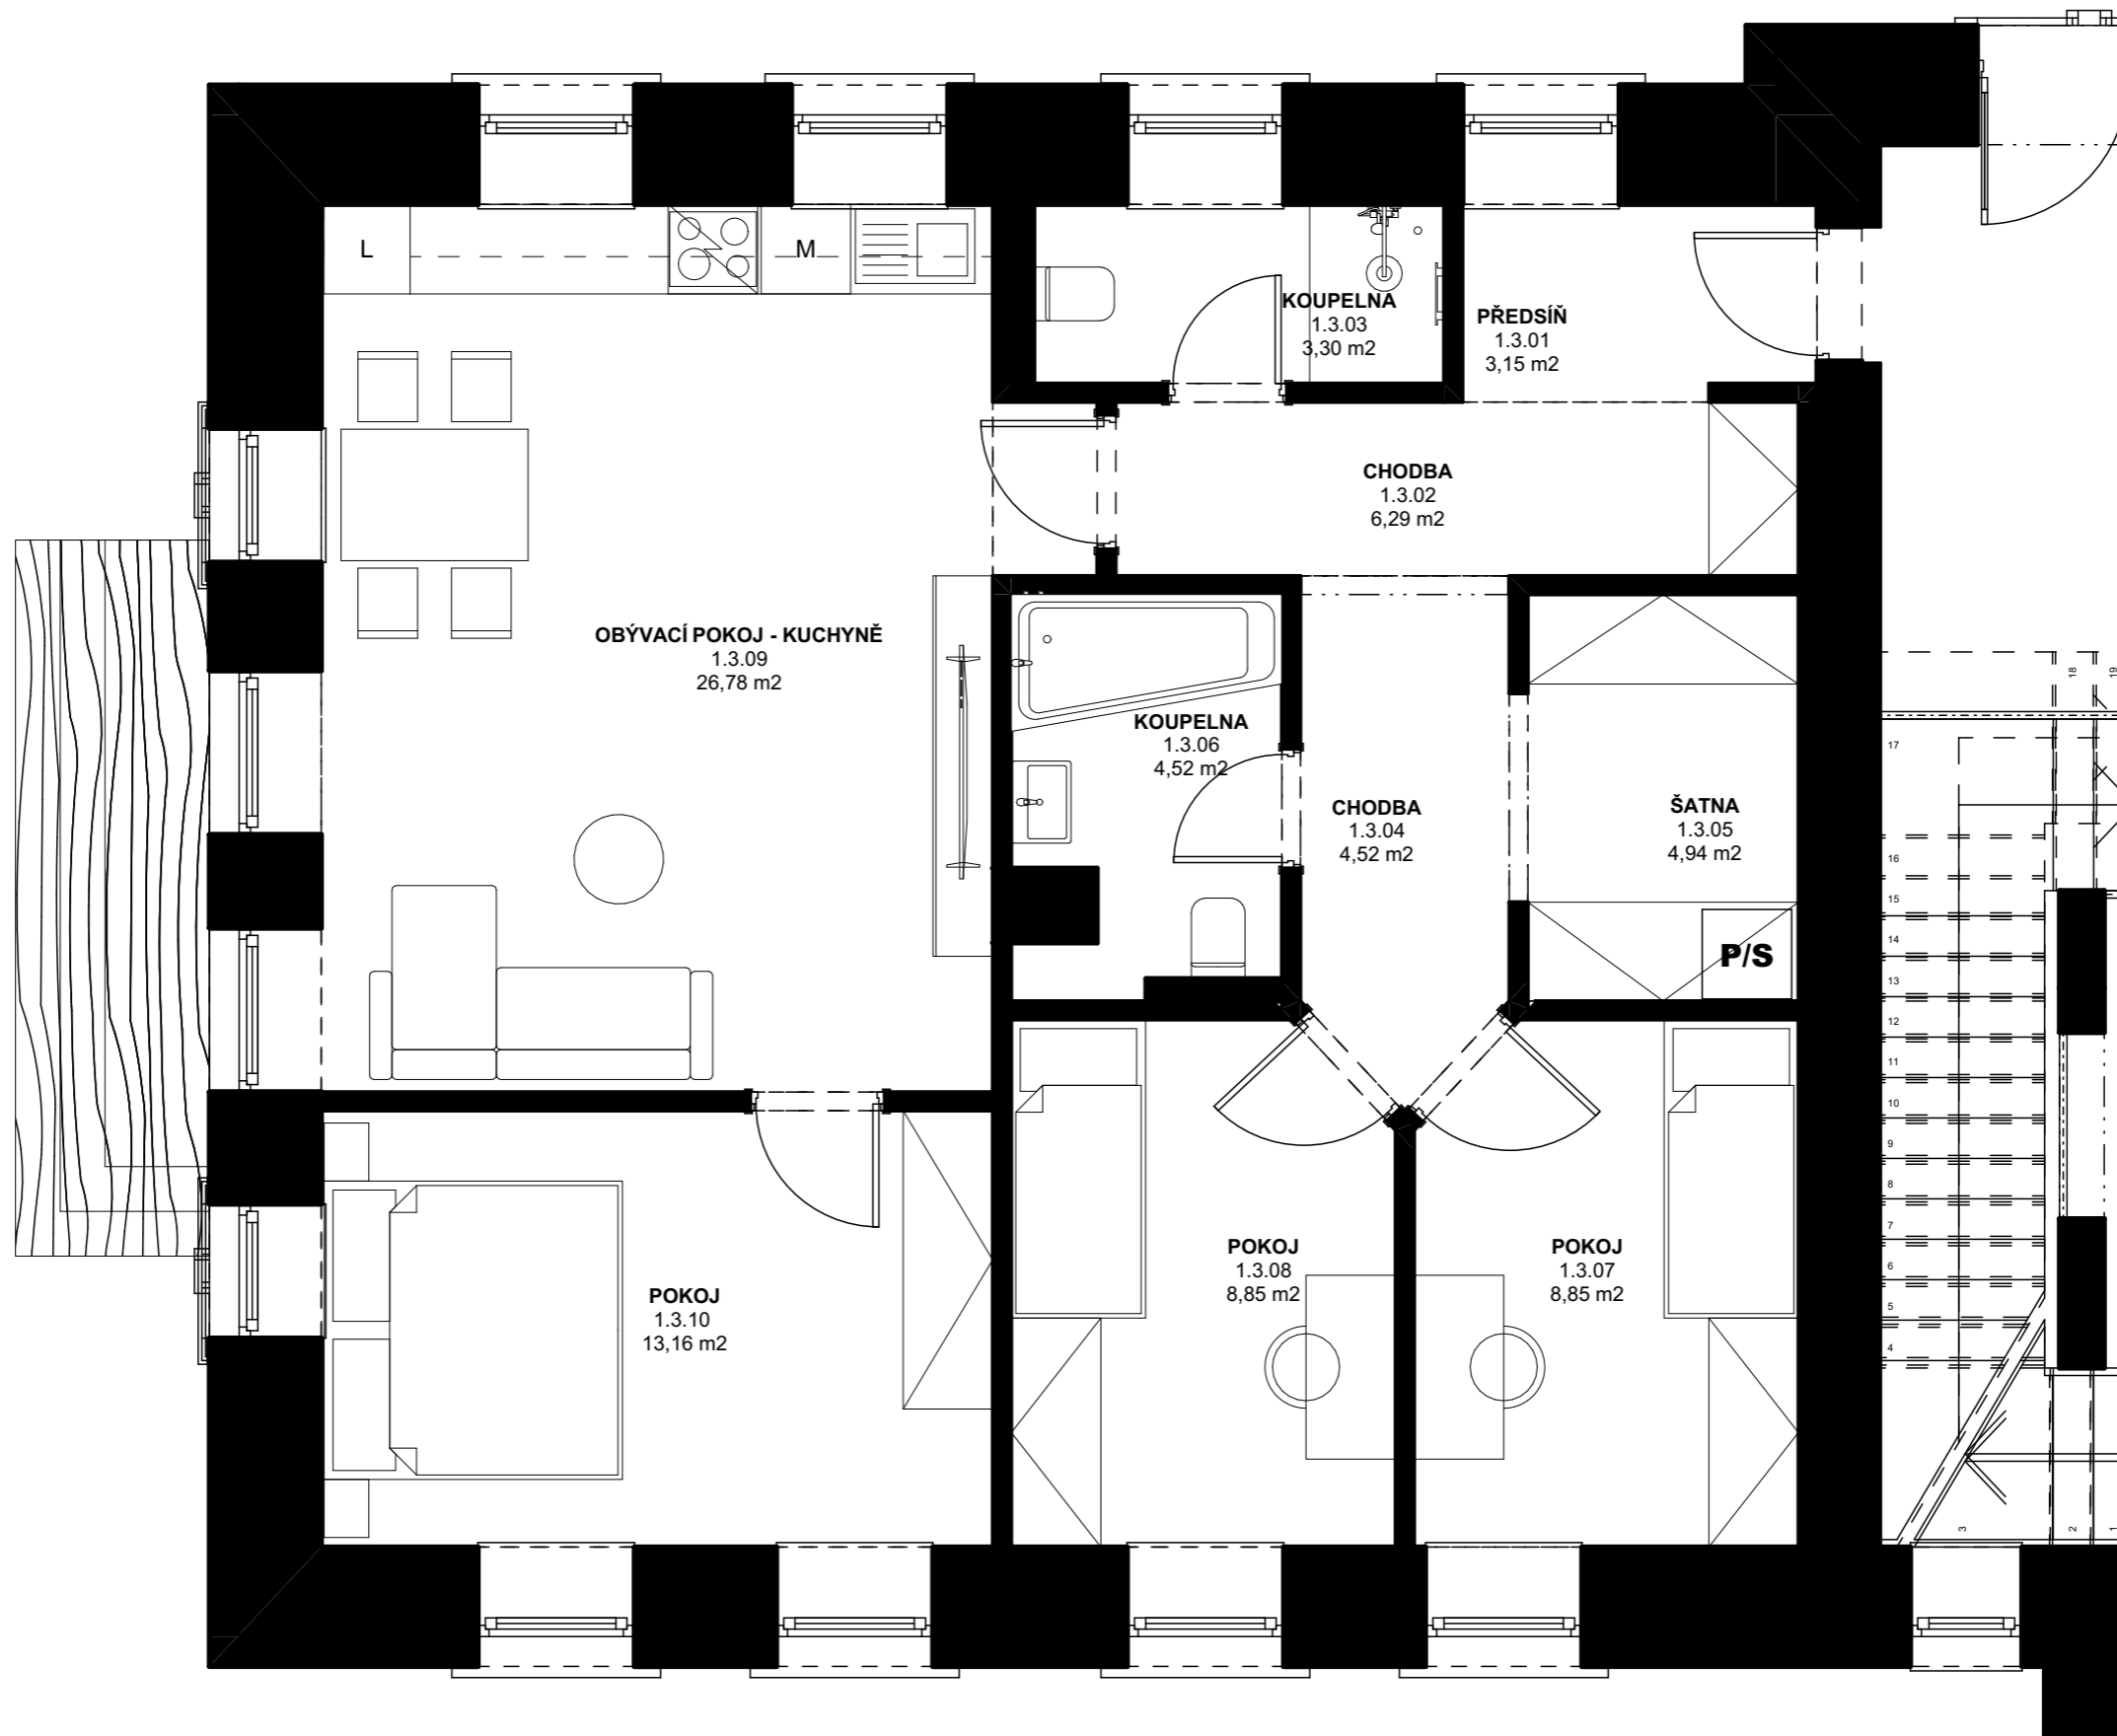 L
M
KOUPELNA
1.3.03
3,30 m2
PŘEDSÍŇ
1.3.01
3,15 m2
CHODBA
1.3.02
6,29 m2
OBÝVACÍ POKOJ - KUCHYNĚ
1.3.09
26,78 m2
KOUPELNA
1.3.06
4,52 m2
CHODBA
1.3.04
4,52 m2
ŠATNA
1.3.05
4,94 m2
P/S
POKOJ
1.3.10
13,16 m2
POKOJ
1.3.08
8,85 m2
POKOJ
1.3.07
8,85 m2
18
19
17
16
15
14
13
12
11
10
9
8
7
6
5
4
3
2
1